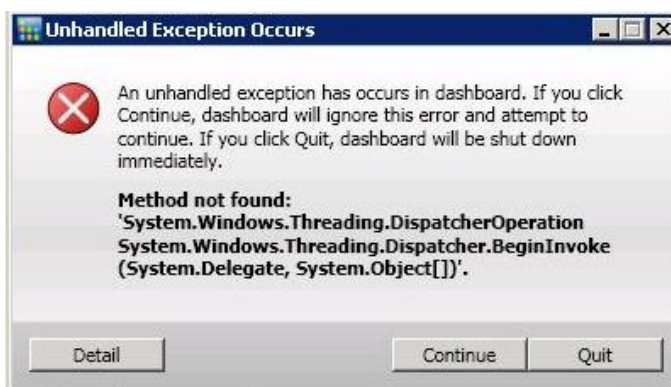 Unhandled Exception Occurs
An unhandled exception has occurs in dashboard. If you click
Continue, dashboard will ignore this error and attempt to
continue. If you click Quit, dashboard will be shut down
immediately.
Method not found:
'System.Windows.Threading.DispatcherOperation
System.Windows.Threading.Dispatcher.BeginInvoke
(System.Delegate, System.Object[])'.
Detail
Continue
Quit